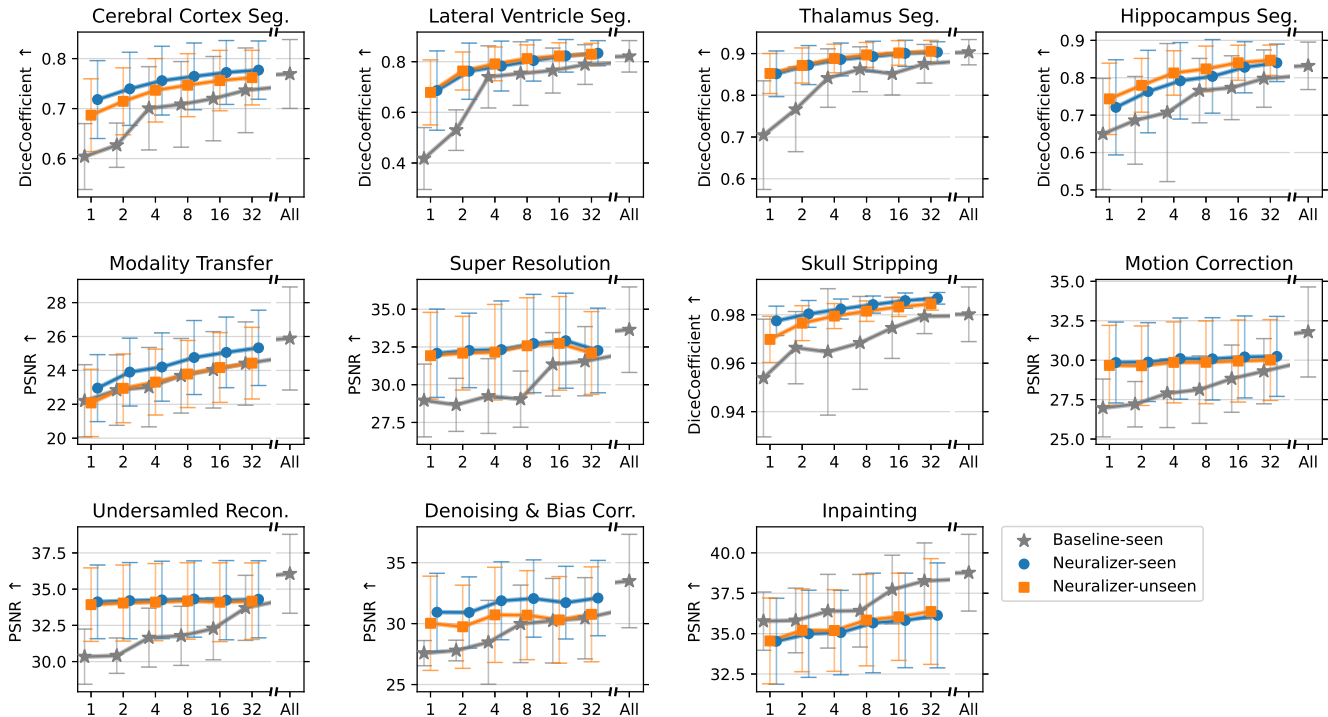 Cerebral Cortex Seg.
DiceCoefficient ↑
0.8
0.7
0.6
1 2 4 8 16 32 All
Lateral Ventricle Seg.
DiceCoefficient ↑
0.8
0.6
0.4
1 2 4 8 16 32 All
Thalamus Seg.
DiceCoefficient ↑
0.9
0.8
0.7
0.6
1 2 4 8 16 32 All
Hippocampus Seg.
DiceCoefficient ↑
0.9
0.8
0.7
0.6
0.5
1 2 4 8 16 32 All
Modality Transfer
PSNR ↑
28
26
24
22
20
1 2 4 8 16 32 All
Super Resolution
PSNR ↑
35.0
32.5
30.0
27.5
1 2 4 8 16 32 All
Skull Stripping
DiceCoefficient ↑
0.98
0.96
0.94
1 2 4 8 16 32 All
Motion Correction
PSNR ↑
35.0
32.5
30.0
27.5
25.0
1 2 4 8 16 32 All
Undersamled Recon.
PSNR ↑
37.5
35.0
32.5
30.0
1 2 4 8 16 32 All
Denoising & Bias Corr.
PSNR ↑
35
30
25
1 2 4 8 16 32 All
Inpainting
PSNR ↑
40.0
37.5
35.0
32.5
1 2 4 8 16 32 All
Baseline-seen
Neuralizer-seen
Neuralizer-unseen